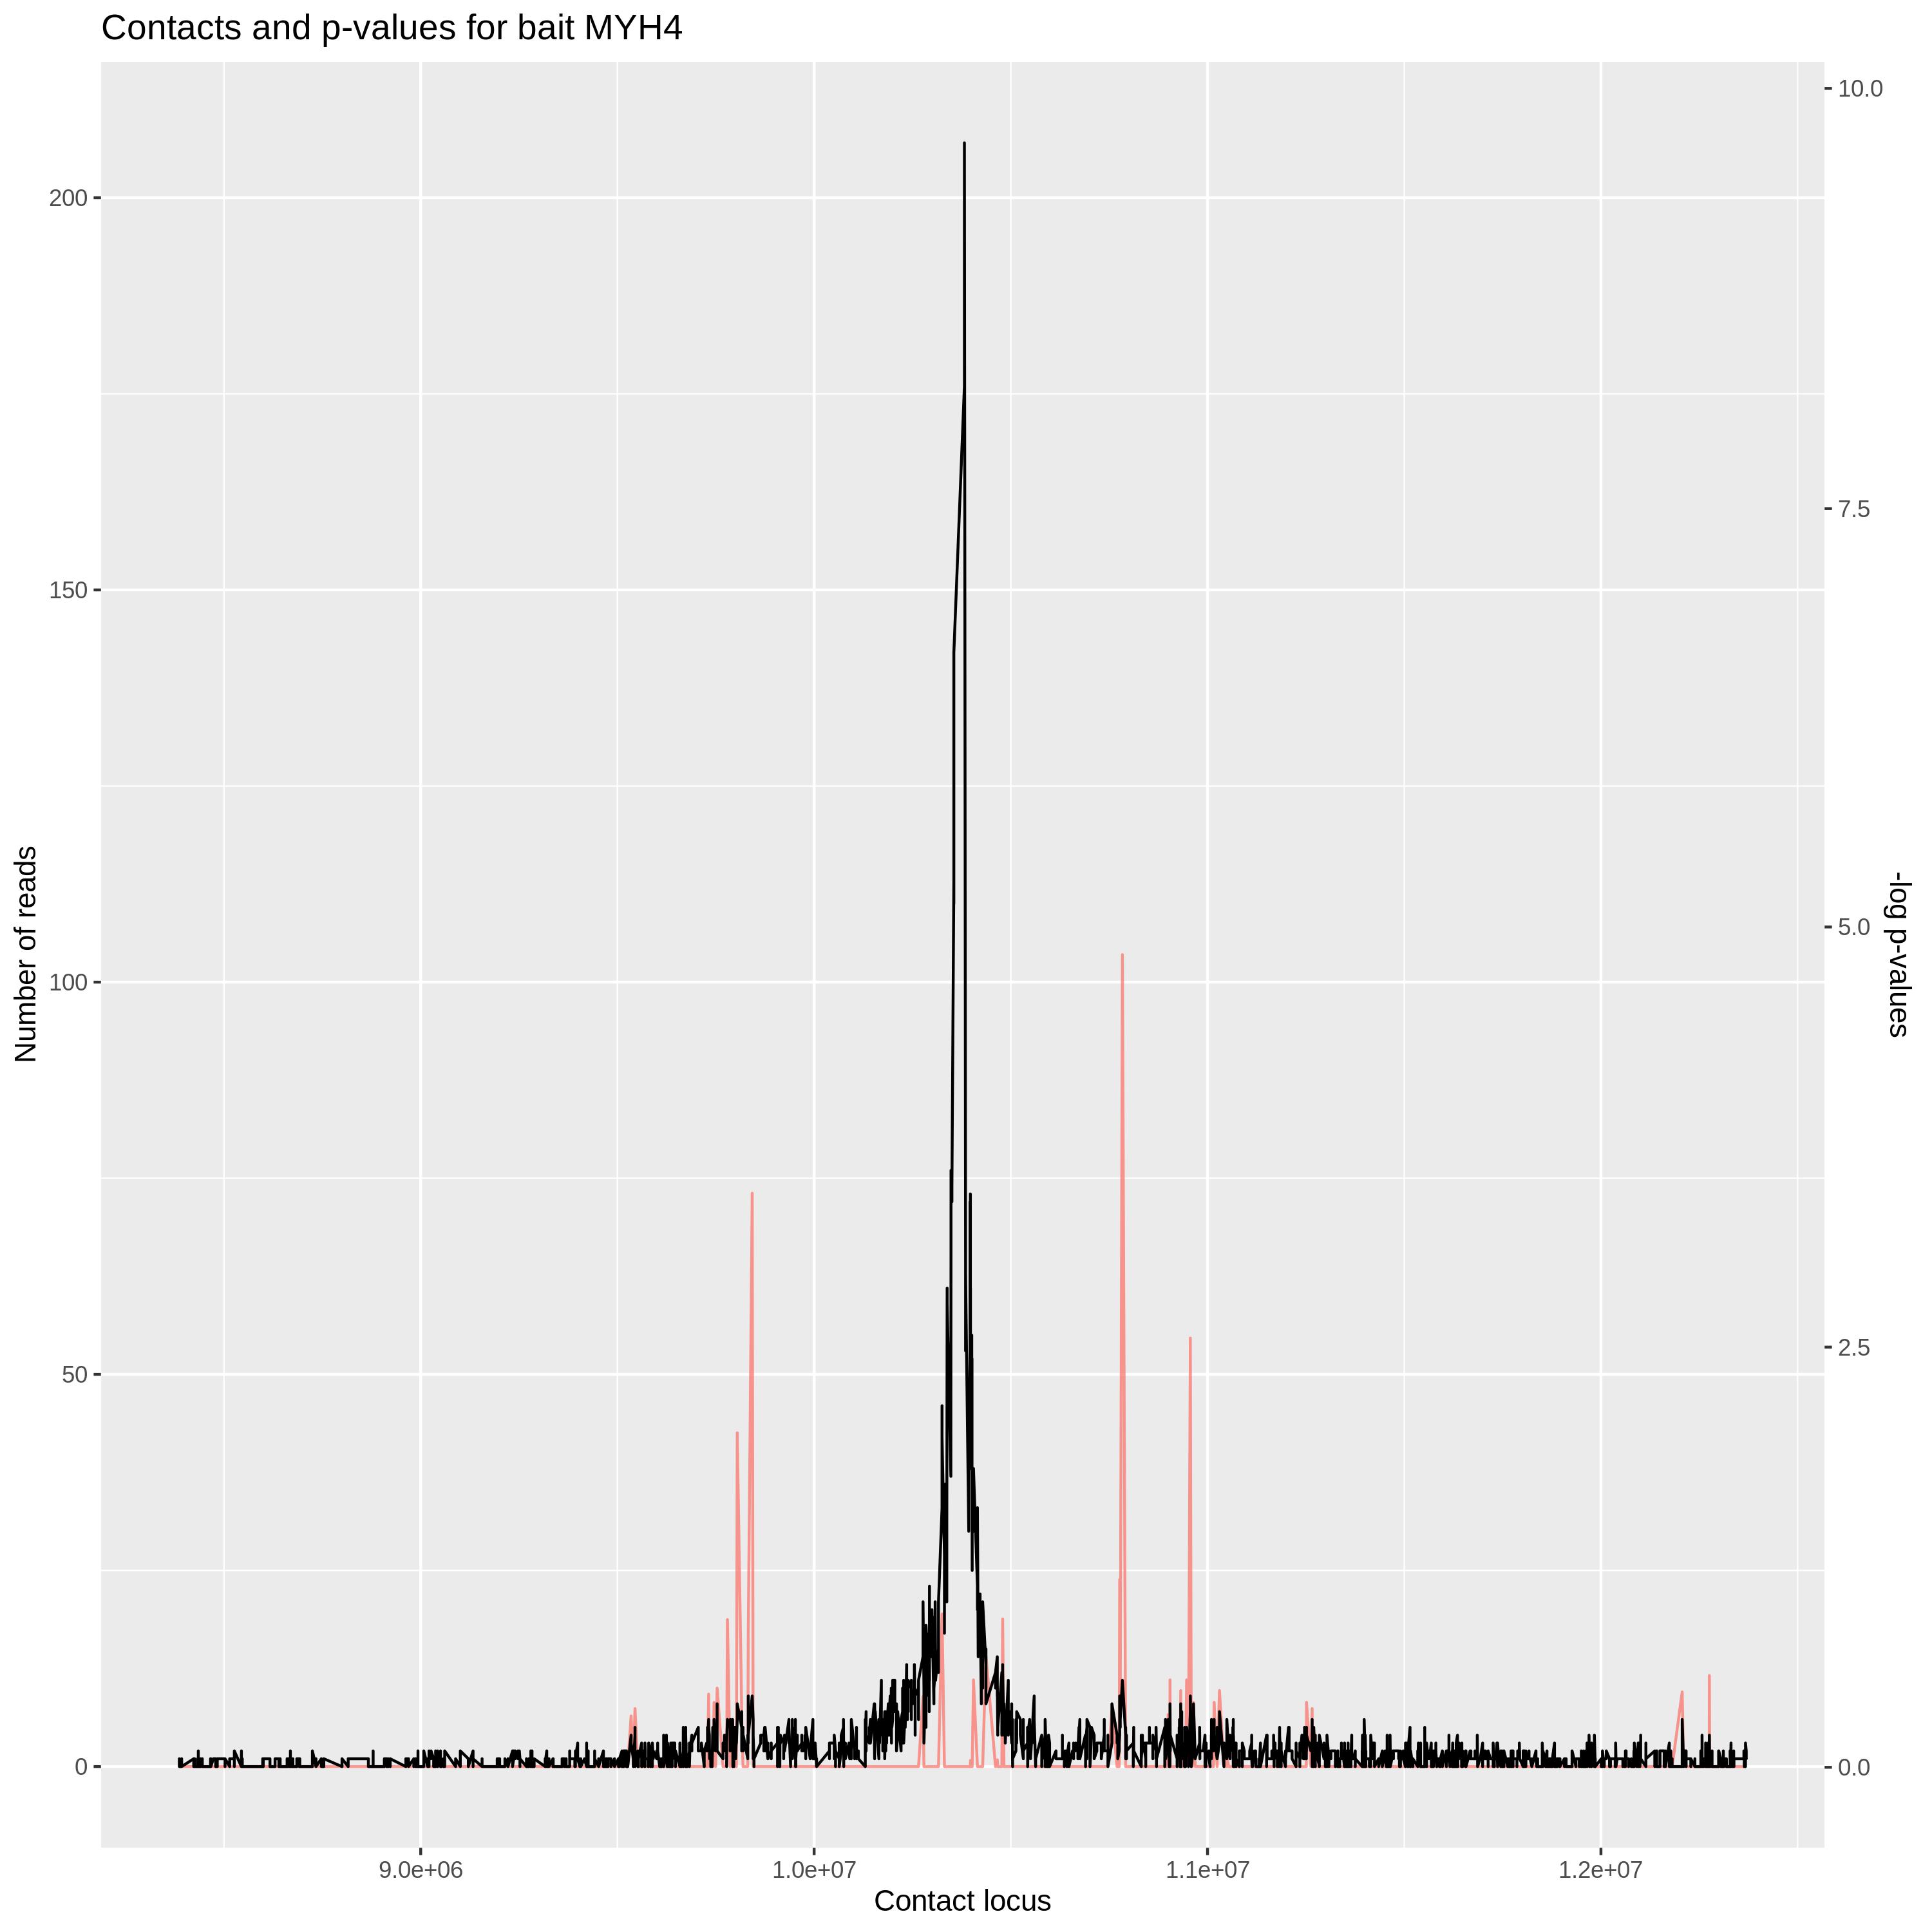 Contacts and p-values for bait MYH4
10.0
200
7.5
150
Number of reads
-log p-values
5.0
100
2.5
50
0
0.0
9.0e+06
1.0e+07
1.1e+07
1.2e+07
Contact locus